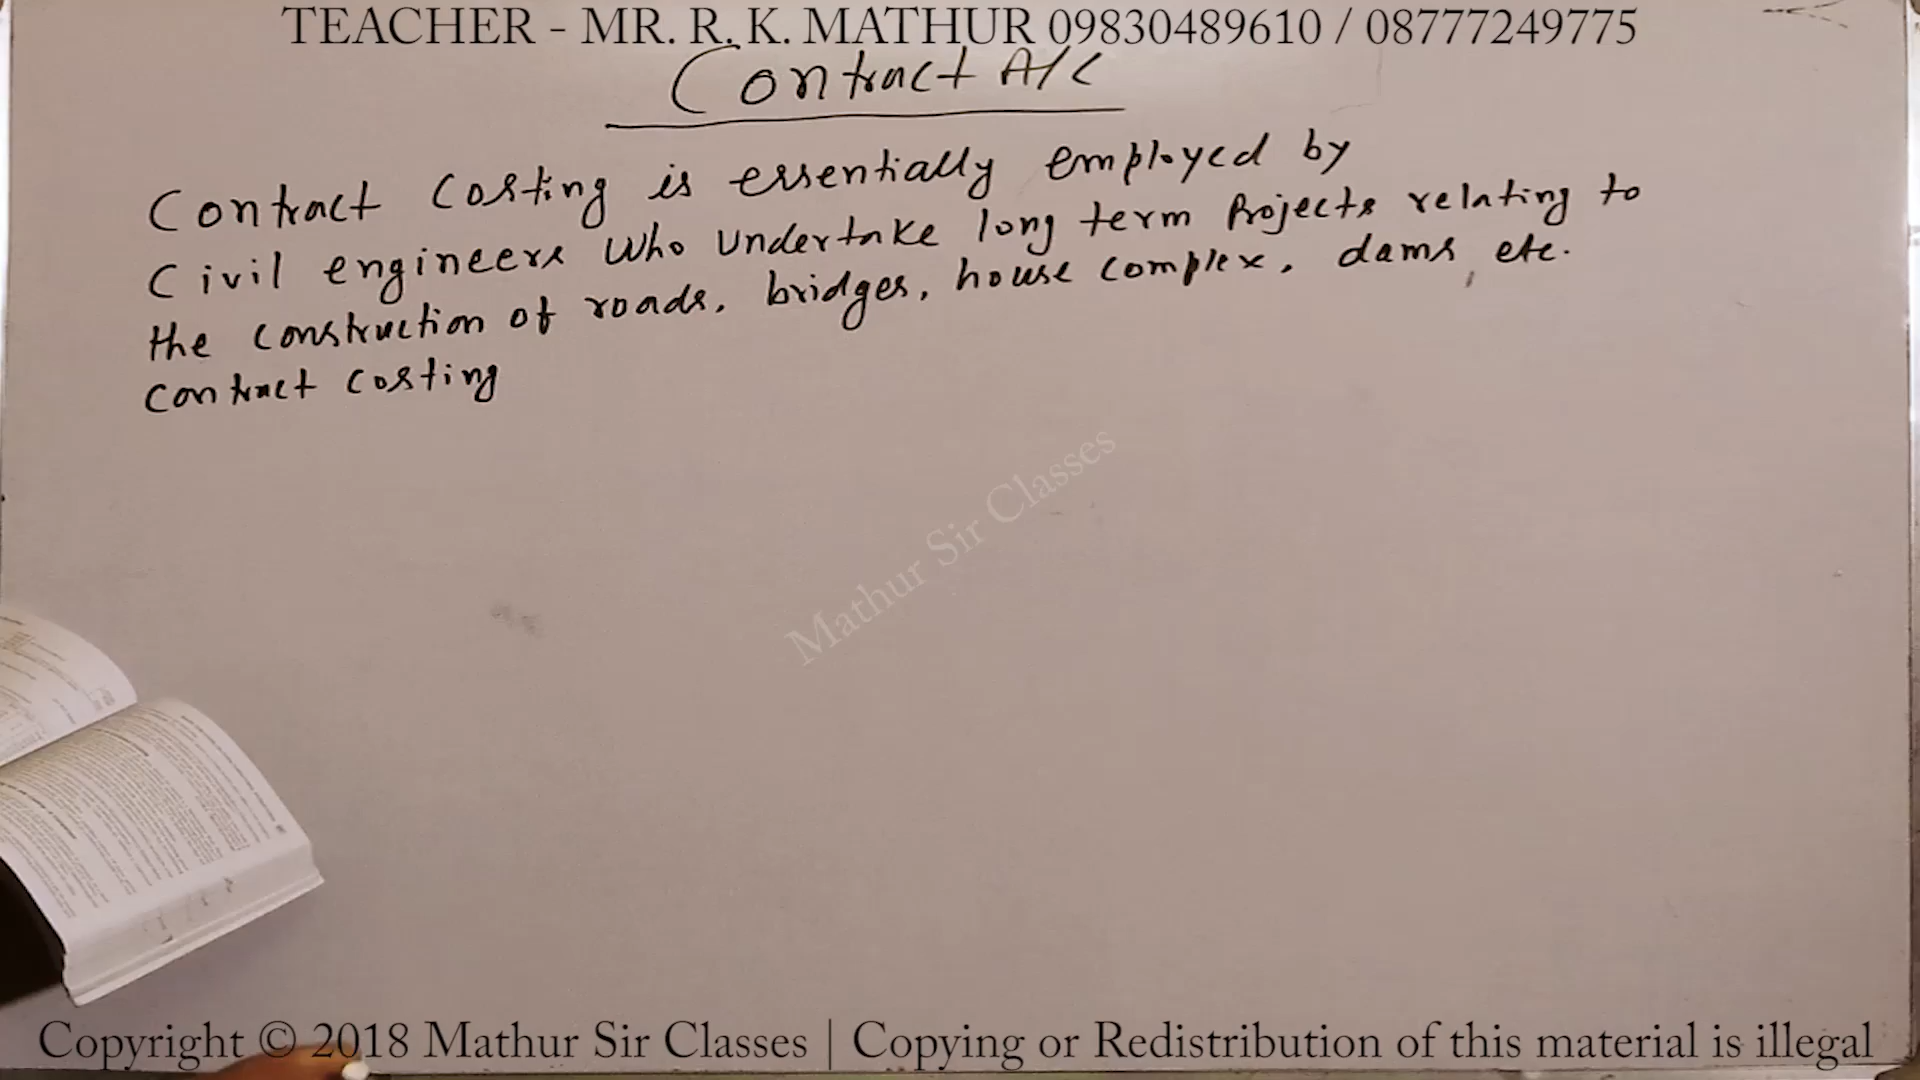 TEACHER - MR. R. K. MATHUR 09830489610 / 08777249775
Contract A/C
Contract costing is essentially employed by
Civil engineers who undertake long term Projects relating to
the construction of roads, bridges, house complex, dams etc.
contract costing
Mathur Sir Classes
Copyright © 2018 Mathur Sir Classes | Copying or Redistribution of this material is illegal